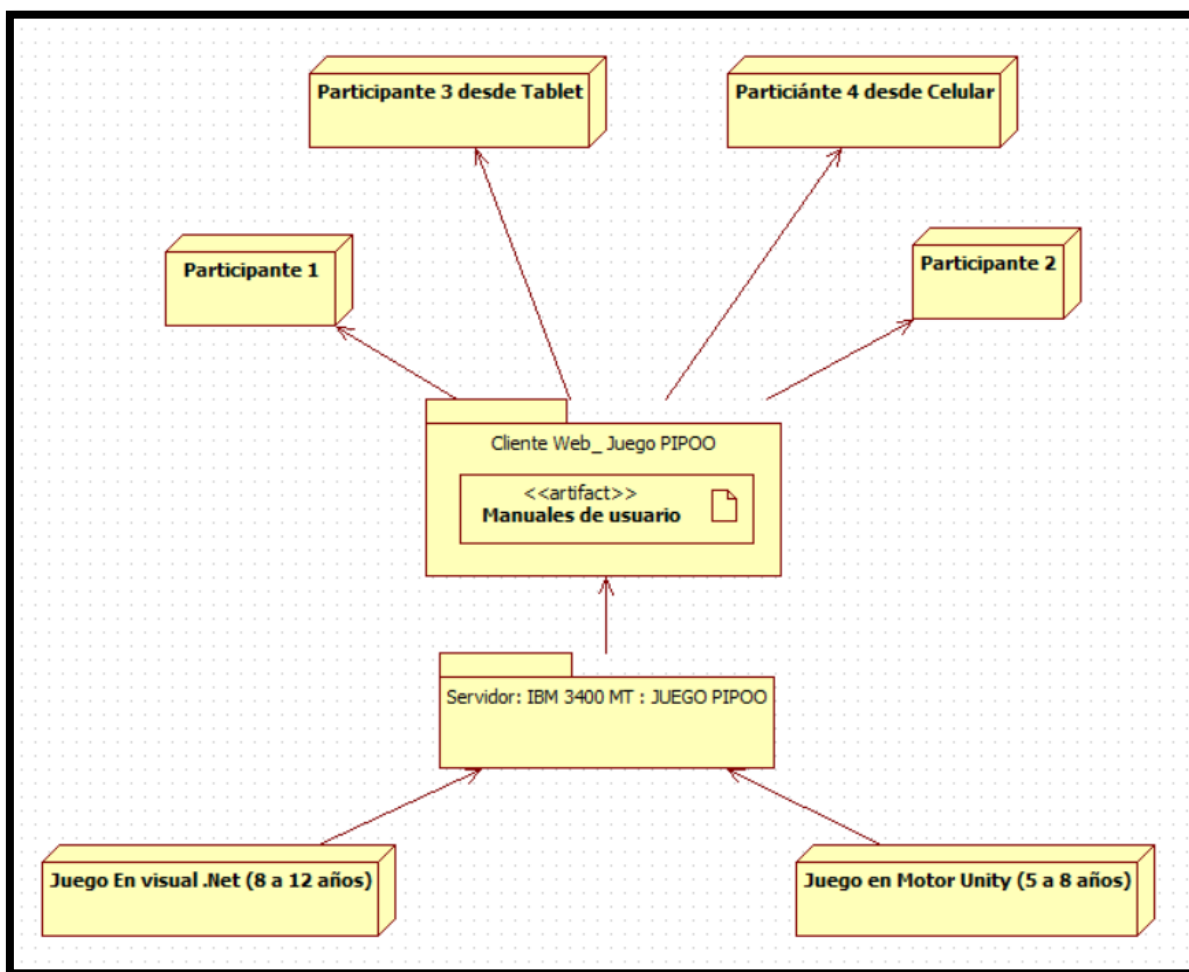 Participante 3 desde Tablet
Particiánte 4 desde Celular
Participante 1
Participante 2
Cliente Web_ Juego PIPOO
<<artifact>>
Manuales de usuario
Servidor: IBM 3400 MT : JUEGO PIPOO
Juego En visual .Net (8 a 12 años)
Juego en Motor Unity (5 a 8 años)